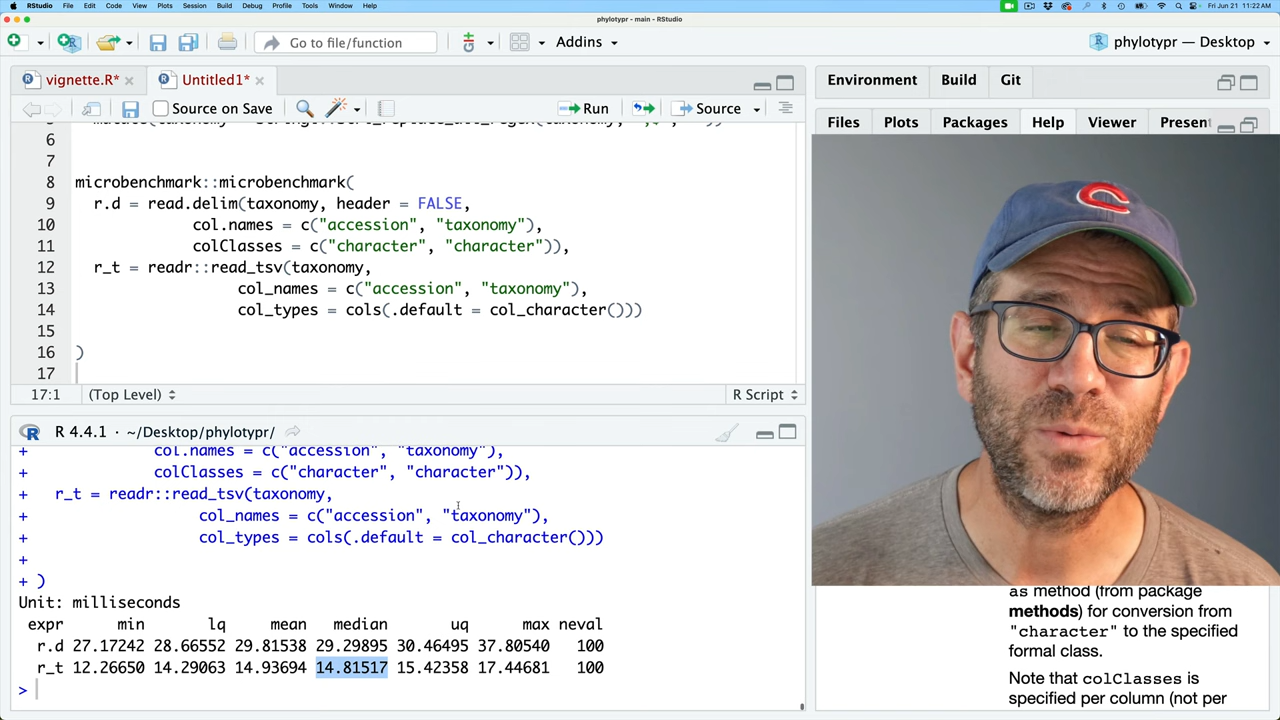 RStudio File Edit Code View Plots Session Build Debug Profile Tools Window Help Fri Jun 21 11:22 AM
phylotypr - main - RStudio
Go to file/function Addins phylotypr — Desktop
vignette.R* Untitled1* Environment Build Git
Source on Save Run Source Files Plots Packages Help Viewer Present
6
7
8 microbenchmark::microbenchmark(
9 r.d = read.delim(taxonomy, header = FALSE,
10 col.names = c("accession", "taxonomy"),
11 colClasses = c("character", "character")),
12 r_t = readr::read_tsv(taxonomy,
13 col_names = c("accession", "taxonomy"),
14 col_types = cols(.default = col_character()))
15
16 )
17
17:1 (Top Level) R Script
R 4.4.1 · ~/Desktop/phylotypr/
+ col.names = c("accession", "taxonomy"),
+ colClasses = c("character", "character")),
+ r_t = readr::read_tsv(taxonomy,
+ col_names = c("accession", "taxonomy"),
+ col_types = cols(.default = col_character()))
+
+ )
Unit: milliseconds
expr min lq mean median uq max neval
r.d 27.17242 28.66552 29.81538 29.29895 30.46495 37.80540 100
r_t 12.26650 14.29063 14.93694 14.81517 15.42358 17.44681 100
>
as method (from package
methods) for conversion from
"character" to the specified
formal class.
Note that colClasses is
specified per column (not per